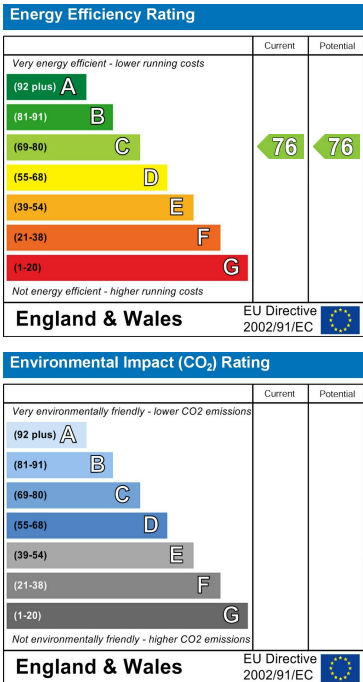 Energy Efficiency Rating
Current Potential
Very energy efficient - lower running costs
(92 plus) A
(81-91) B
(69-80) C 76 76
(55-68) D
(39-54) E
(21-38) F
(1-20) G
Not energy efficient - higher running costs
England & Wales
EU Directive
2002/91/EC
Environmental Impact (CO₂) Rating
Current Potential
Very environmentally friendly - lower CO2 emissions
(92 plus) A
(81-91) B
(69-80) C
(55-68) D
(39-54) E
(21-38) F
(1-20) G
Not environmentally friendly - higher CO2 emissions
England & Wales
EU Directive
2002/91/EC